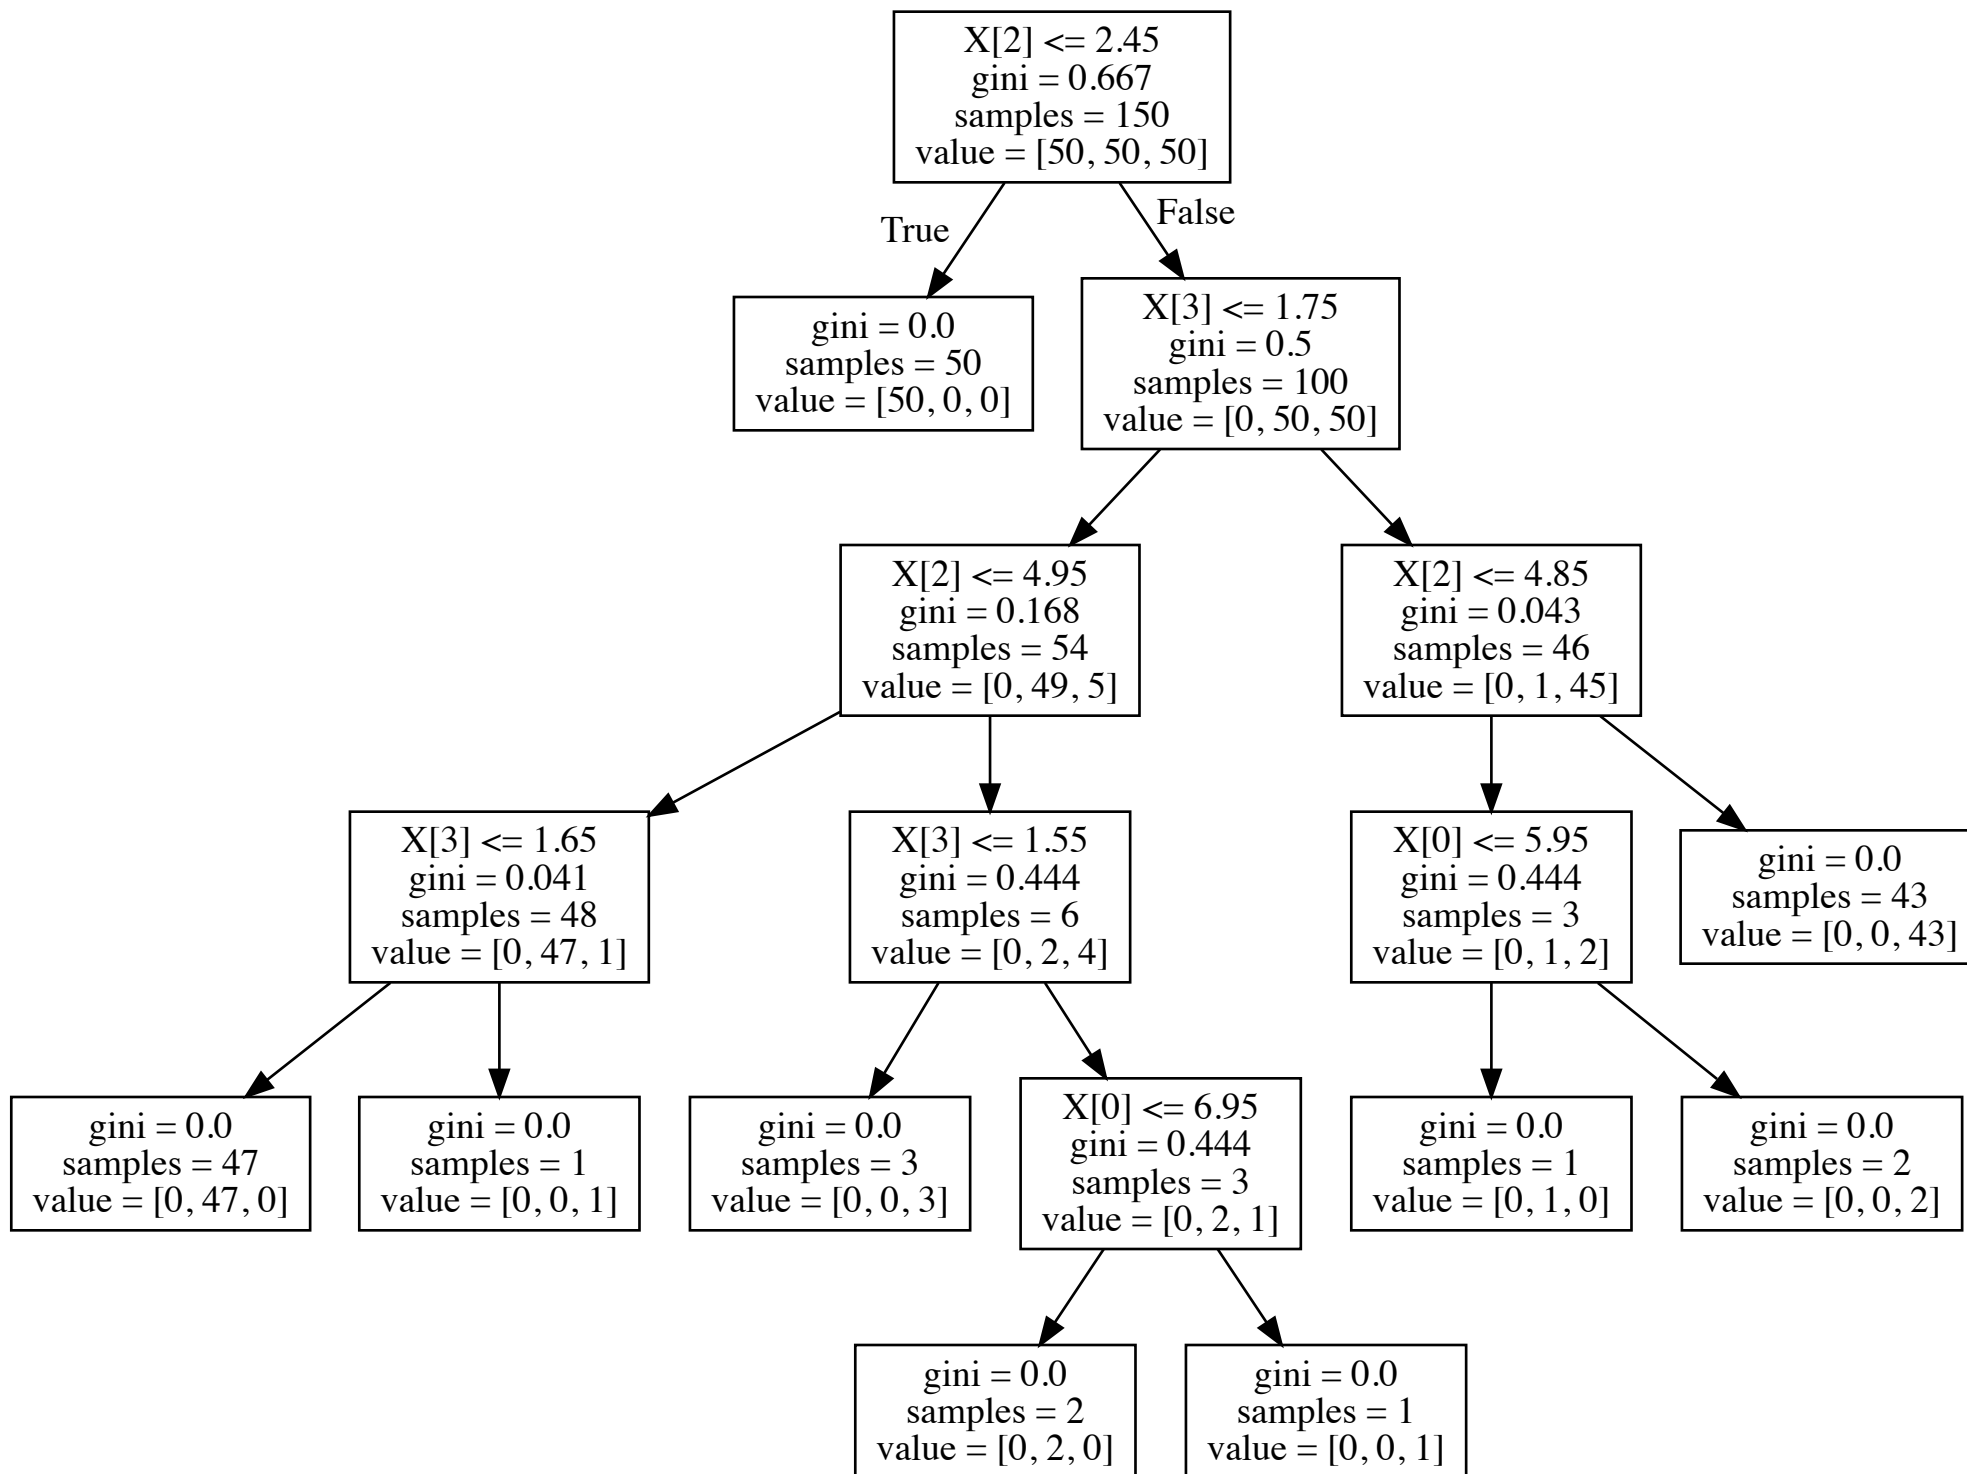 X[2] <= 2.45
gini = 0.667
samples = 150
value = [50, 50, 50]
True
False
gini = 0.0
samples = 50
value = [50, 0, 0]
X[3] <= 1.75
gini = 0.5
samples = 100
value = [0, 50, 50]
X[2] <= 4.95
gini = 0.168
samples = 54
value = [0, 49, 5]
X[2] <= 4.85
gini = 0.043
samples = 46
value = [0, 1, 45]
X[3] <= 1.65
gini = 0.041
samples = 48
value = [0, 47, 1]
X[3] <= 1.55
gini = 0.444
samples = 6
value = [0, 2, 4]
X[0] <= 5.95
gini = 0.444
samples = 3
value = [0, 1, 2]
gini = 0.0
samples = 43
value = [0, 0, 43]
gini = 0.0
samples = 47
value = [0, 47, 0]
gini = 0.0
samples = 1
value = [0, 0, 1]
gini = 0.0
samples = 3
value = [0, 0, 3]
X[0] <= 6.95
gini = 0.444
samples = 3
value = [0, 2, 1]
gini = 0.0
samples = 1
value = [0, 1, 0]
gini = 0.0
samples = 2
value = [0, 0, 2]
gini = 0.0
samples = 2
value = [0, 2, 0]
gini = 0.0
samples = 1
value = [0, 0, 1]